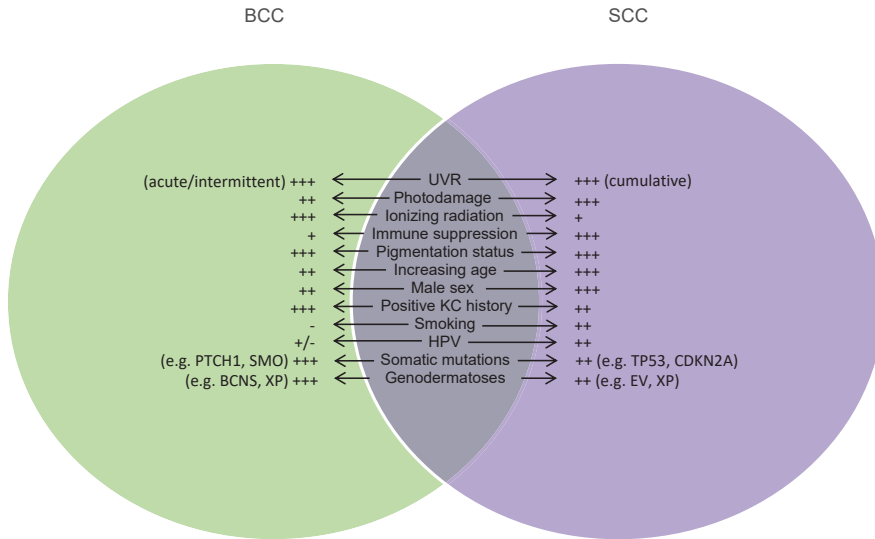 BCC SCC
(acute/intermittent) +++ UVR +++ (cumulative)
++ Photodamage +++
+++ Ionizing radiation +
+ Immune suppression +++
+++ Pigmentation status +++
++ Increasing age +++
++ Male sex +++
+++ Positive KC history ++
- Smoking ++
+/- HPV ++
(e.g. PTCH1, SMO) +++ Somatic mutations ++ (e.g. TP53, CDKN2A)
(e.g. BCNS, XP) +++ Genodermatoses ++ (e.g. EV, XP)